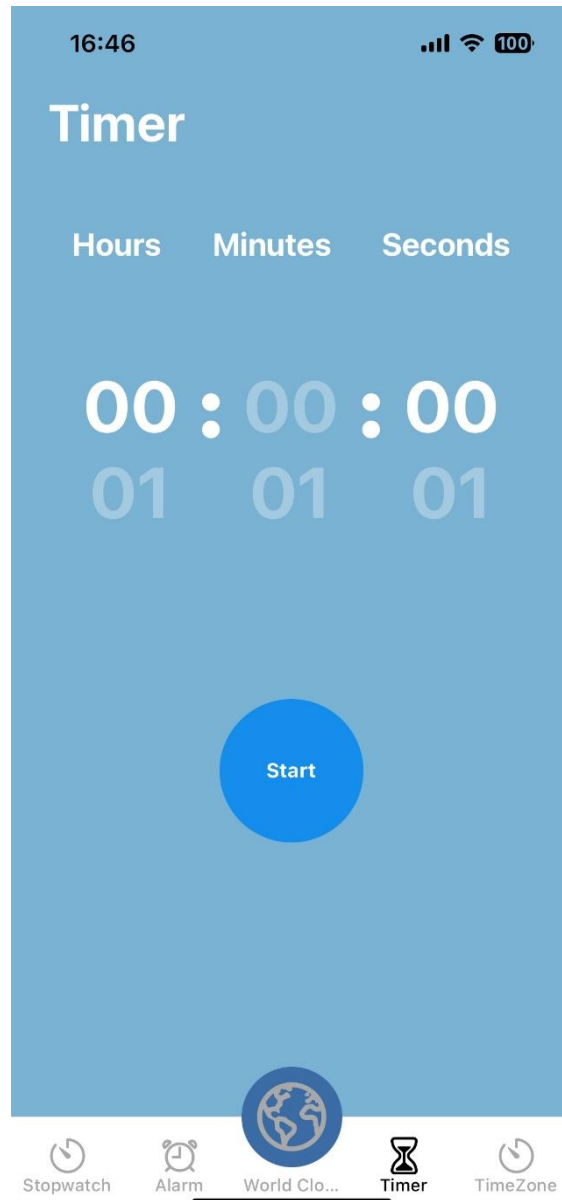 16:46 100
Timer
Hours Minutes Seconds
00 : 00 : 00
01 01 01
Start
Stopwatch Alarm World Clo... Timer TimeZone